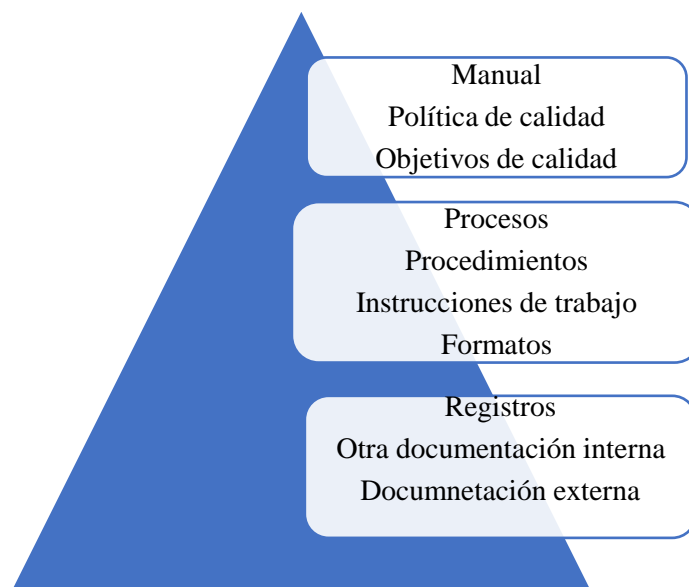 Manual
Política de calidad
Objetivos de calidad
Procesos
Procedimientos
Instrucciones de trabajo
Formatos
Registros
Otra documentación interna
Documnetación externa